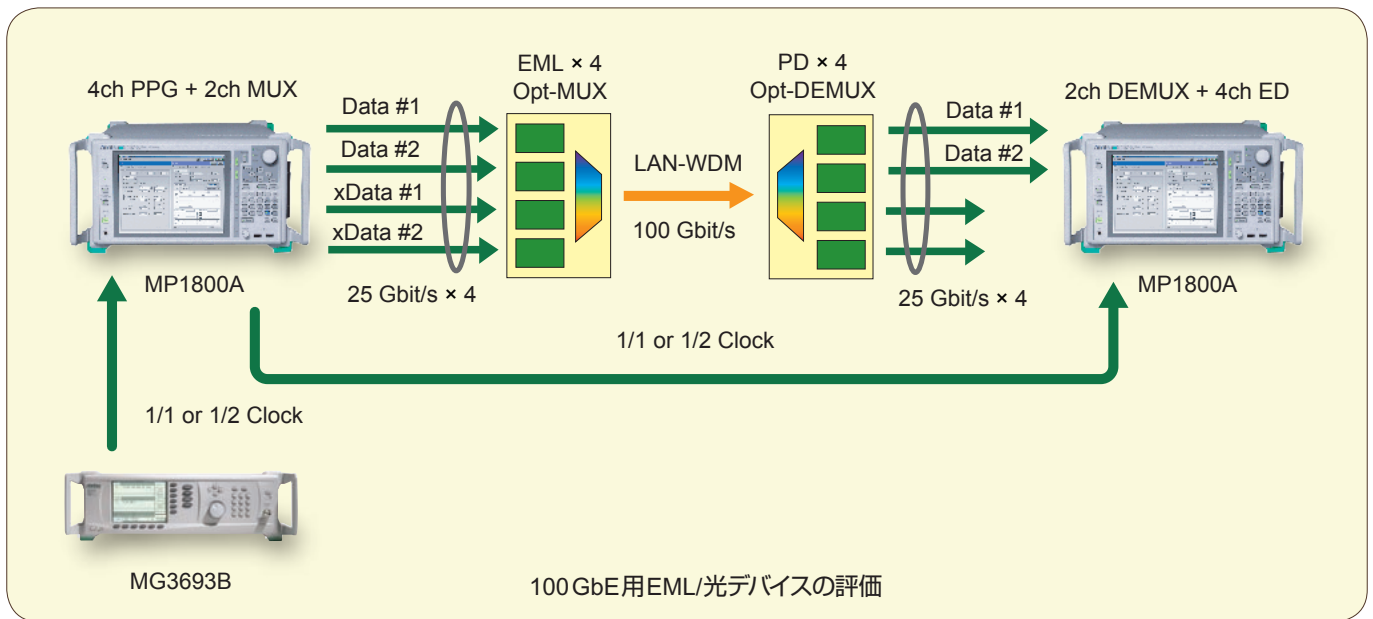 4ch PPG + 2ch MUX
EML × 4
Opt-MUX
PD × 4
Opt-DEMUX
2ch DEMUX + 4ch ED
Data #1
Data #2
xData #1
xData #2
25 Gbit/s × 4
LAN-WDM
100 Gbit/s
Data #1
Data #2
25 Gbit/s × 4
MP1800A
MP1800A
1/1 or 1/2 Clock
1/1 or 1/2 Clock
MG3693B
100 GbE用EML/光デバイスの評価